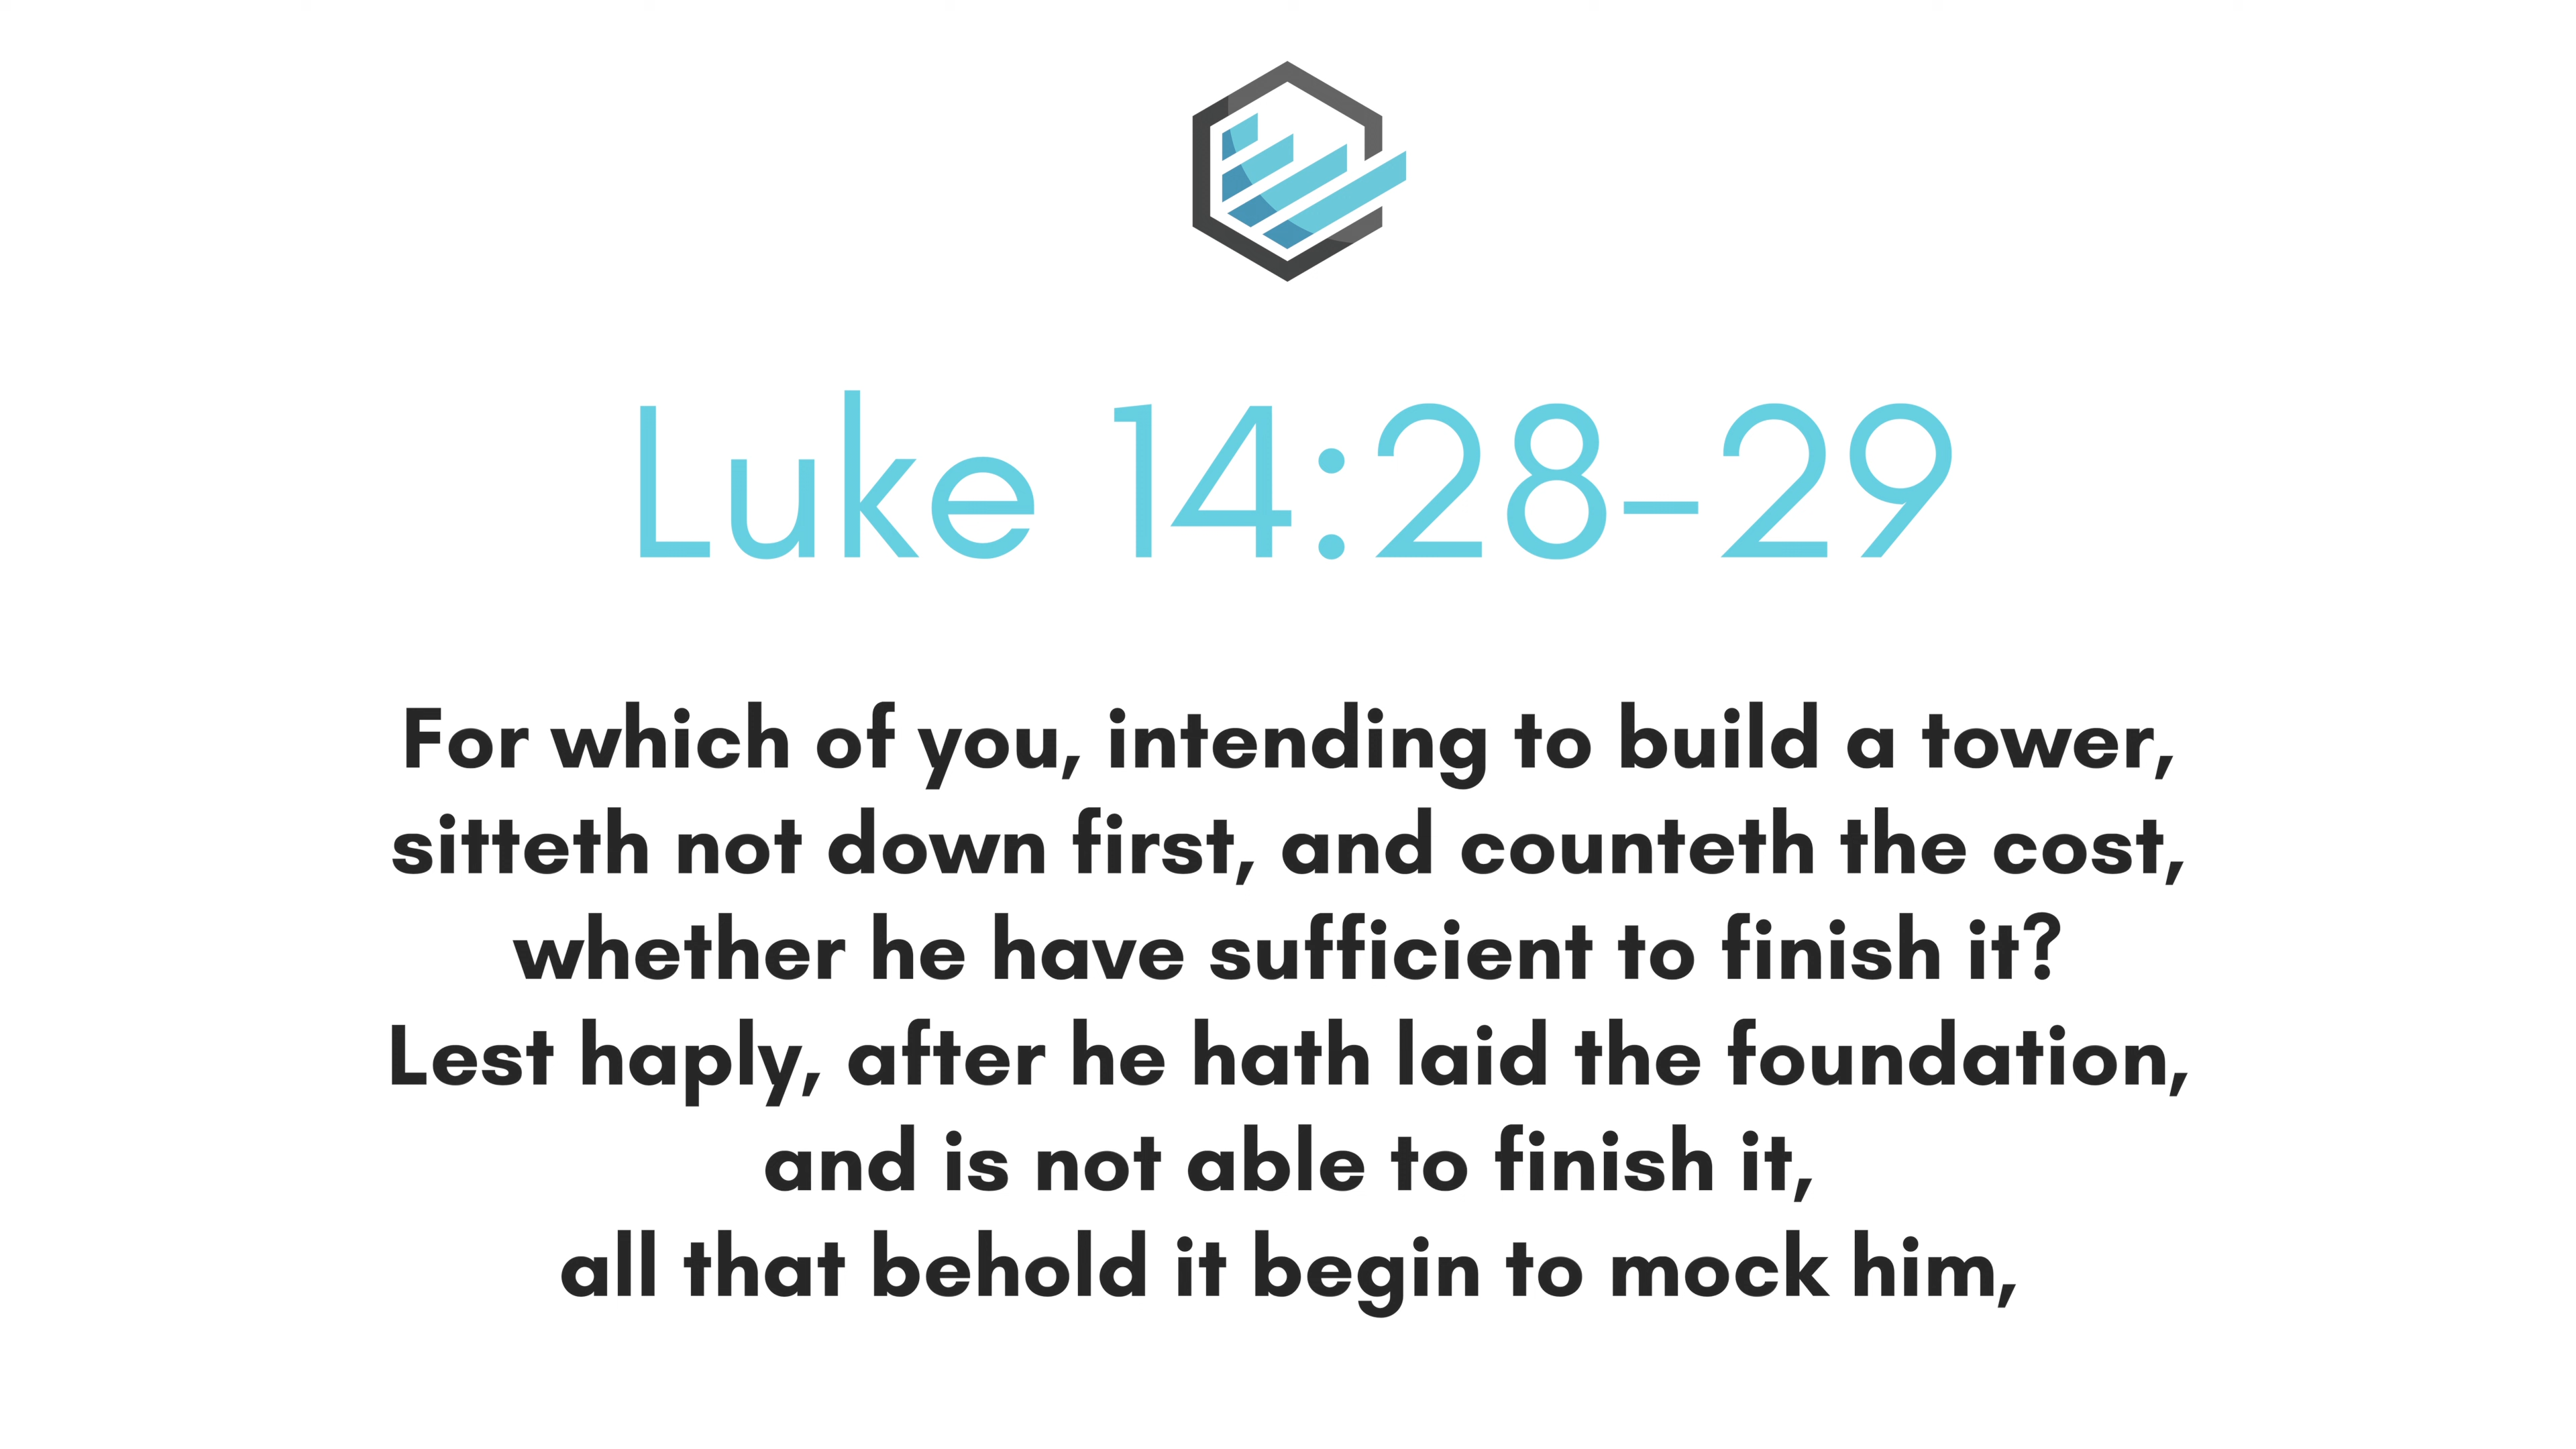 Luke 14:28-29
For which of you, intending to build a tower,
sitteth not down first, and counteth the cost,
whether he have sufficient to finish it?
Lest haply, after he hath laid the foundation,
and is not able to finish it,
all that behold it begin to mock him,